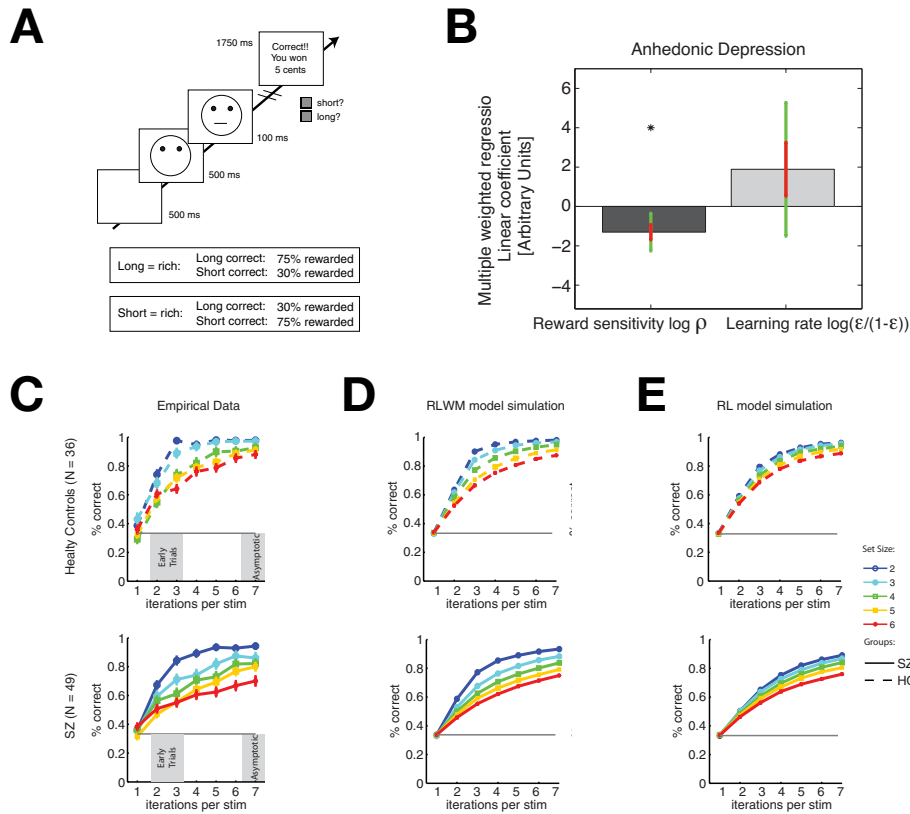 A
1750 ms
Correct!!
You won
5 cents
short?
long?
100 ms
500 ms
500 ms
Long = rich: Long correct: 75% rewarded
Short correct: 30% rewarded
Short = rich: Long correct: 30% rewarded
Short correct: 75% rewarded
B
Anhedonic Depression
Multiple weighted regressio
Linear coefficient
[Arbitrary Units]
6
4
*
2
0
−2
−4
Reward sensitivity log ρ Learning rate log(ε/(1-ε))
C
Empirical Data
Healty Controls (N = 36)
% correct
1
0.8
0.6
0.4
0.2
0
Early
Trials
Asymptotic
1 2 3 4 5 6 7
iterations per stim
SZ (N = 49)
% correct
1
0.8
0.6
0.4
0.2
0
Early
Trials
Asymptotic
1 2 3 4 5 6 7
iterations per stim
D
RLWM model simulation
% correct
1
0.8
0.6
0.4
0.2
0
1 2 3 4 5 6 7
iterations per stim
% correct
1
0.8
0.6
0.4
0.2
0
1 2 3 4 5 6 7
iterations per stim
E
RL model simulation
% correct
1
0.8
0.6
0.4
0.2
0
1 2 3 4 5 6 7
iterations per stim
% correct
1
0.8
0.6
0.4
0.2
0
1 2 3 4 5 6 7
iterations per stim
Set Size:
2
3
4
5
6
Groups:
SZ
HC